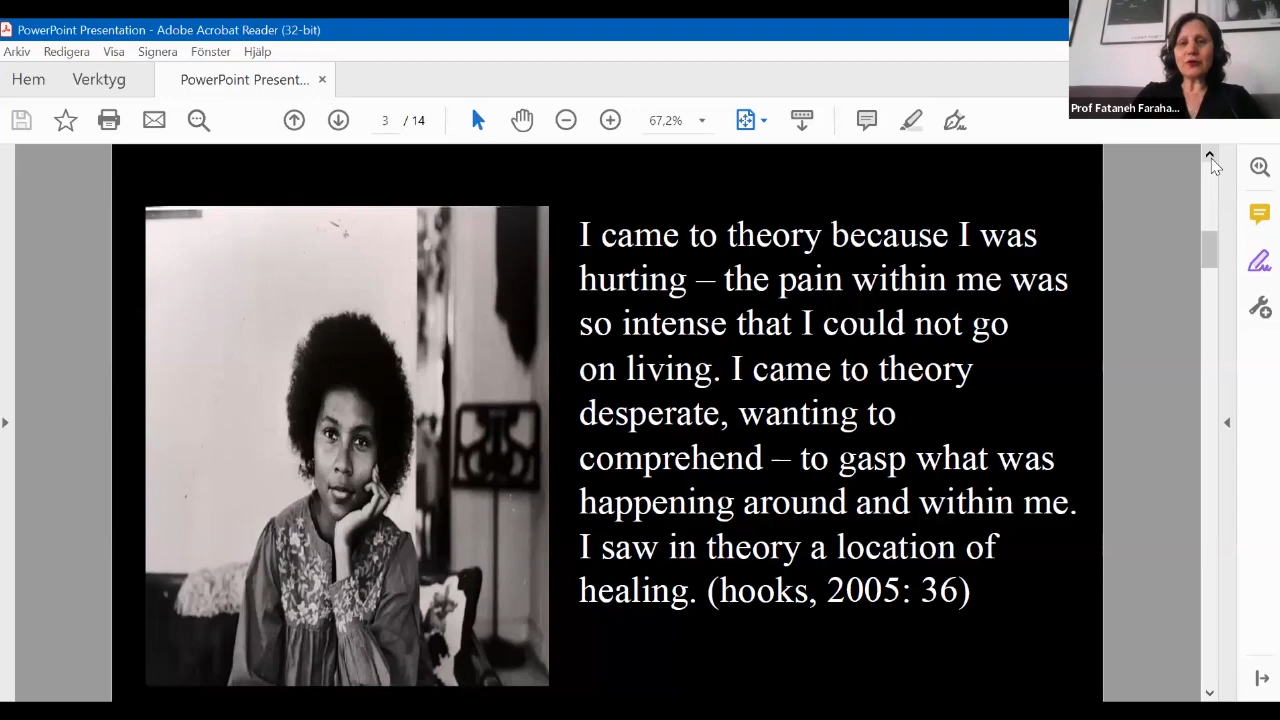 PowerPoint Presentation - Adobe Acrobat Reader (32-bit)
Arkiv Redigera Visa Signera Fönster Hjälp
Hem Verktyg PowerPoint Present... ×
3 / 14 67,2%
Prof Fataneh Faraha...
I came to theory because I was
hurting – the pain within me was
so intense that I could not go
on living. I came to theory
desperate, wanting to
comprehend – to gasp what was
happening around and within me.
I saw in theory a location of
healing. (hooks, 2005: 36)